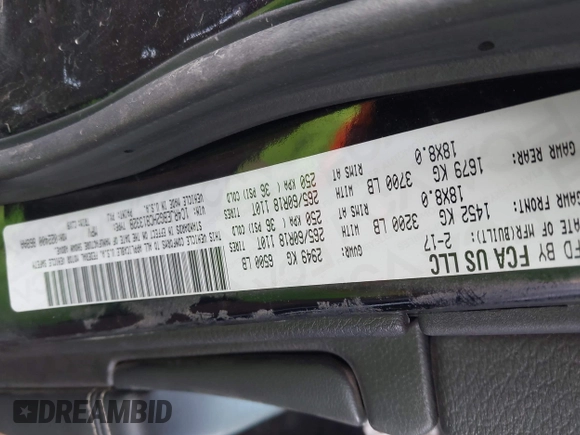 FD BY FCA US LLC
DATE OF MFR(BUILT): 2-17
GAWR FRONT: 1452 KG 3200 LB
18X8.0 RIMS AT
265/60R18 110T TIRES WITH
250 KPA ( 36 PSI) COLD
GAWR REAR: 1679 KG 3700 LB
18X8.0 RIMS AT
265/60R18 110T TIRES WITH
250 KPA ( 36 PSI) COLD
2949 KG 6500 LB
THIS VEHICLE CONFORMS TO ALL APPLICABLE U.S.A. FEDERAL MOTOR VEHICLE SAFETY
STANDARDS IN EFFECT ON THE DATE OF MANUFACTURE SHOWN ABOVE.
TYPE: MPV
VEHICLE MADE IN U.S.A.
DREAMBID